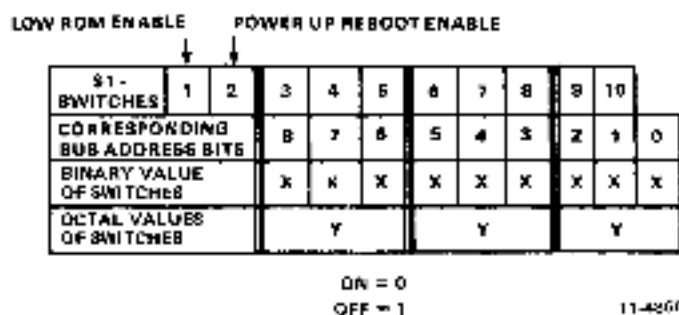 LOW ROM ENABLE POWER UP REBOOT ENABLE
S1-
SWITCHES 1 2 3 4 5 6 7 8 9 10
CORRESPONDING
BUS ADDRESS BITS 8 7 6 5 4 3 2 1 0
BINARY VALUE
OF SWITCHES X X X X X X X X X
OCTAL VALUES
OF SWITCHES Y Y Y
ON = 0
OFF = 1